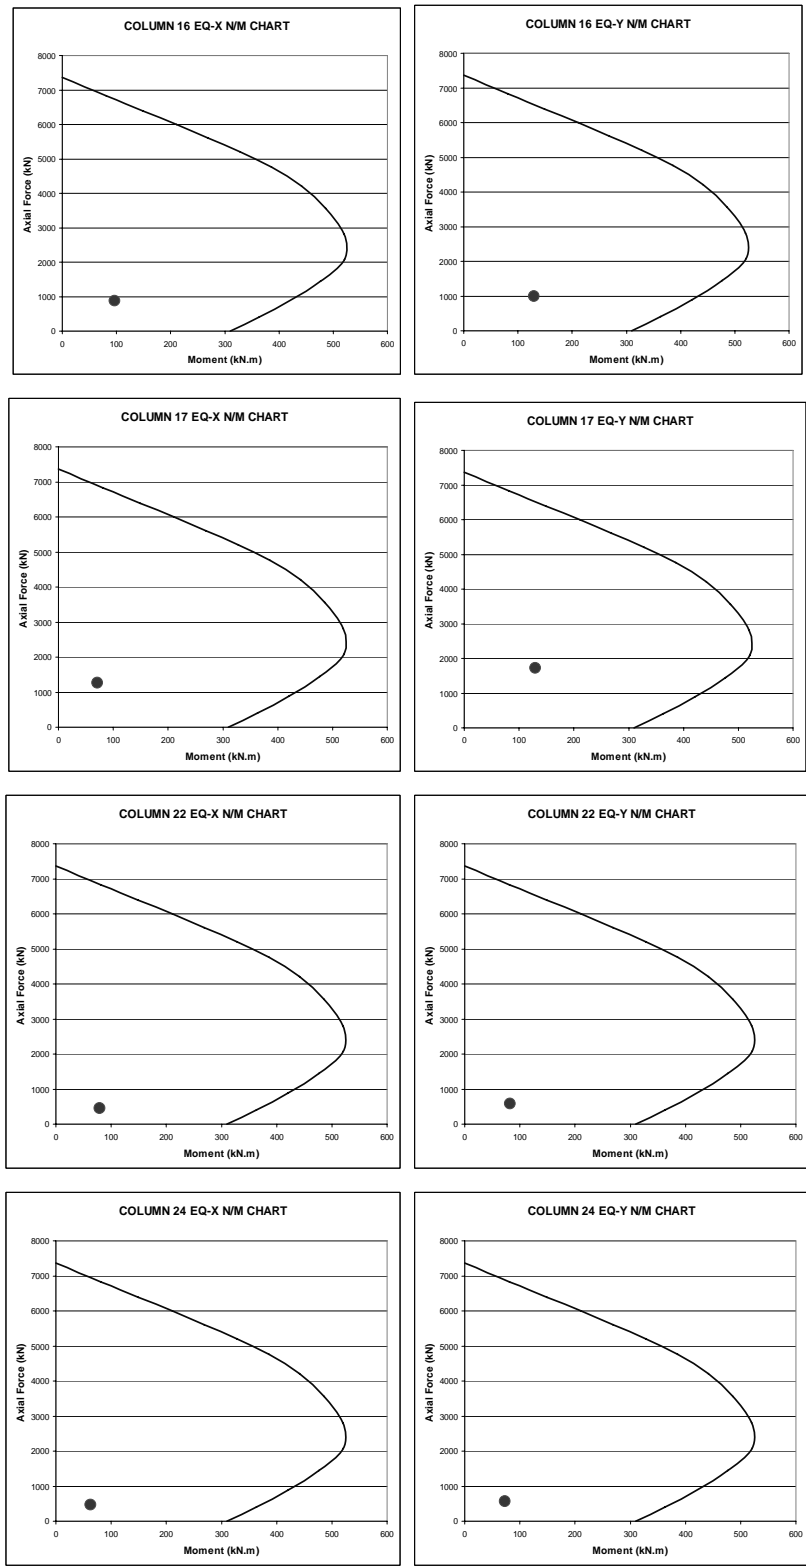 COLUMN 16 EQ-X N/M CHART
8000
7000
6000
5000
4000
3000
2000
1000
0
Axial Force (kN)
0 100 200 300 400 500 600
Moment (kN.m)
COLUMN 16 EQ-Y N/M CHART
8000
7000
6000
5000
4000
3000
2000
1000
0
Axial Force (kN)
0 100 200 300 400 500 600
Moment (kN.m)
COLUMN 17 EQ-X N/M CHART
8000
7000
6000
5000
4000
3000
2000
1000
0
Axial Force (kN)
0 100 200 300 400 500 600
Moment (kN.m)
COLUMN 17 EQ-Y N/M CHART
8000
7000
6000
5000
4000
3000
2000
1000
0
Axial Force (kN)
0 100 200 300 400 500 600
Moment (kN.m)
COLUMN 22 EQ-X N/M CHART
8000
7000
6000
5000
4000
3000
2000
1000
0
Axial Force (kN)
0 100 200 300 400 500 600
Moment (kN.m)
COLUMN 22 EQ-Y N/M CHART
8000
7000
6000
5000
4000
3000
2000
1000
0
Axial Force (kN)
0 100 200 300 400 500 600
Moment (kN.m)
COLUMN 24 EQ-X N/M CHART
8000
7000
6000
5000
4000
3000
2000
1000
0
Axial Force (kN)
0 100 200 300 400 500 600
Moment (kN.m)
COLUMN 24 EQ-Y N/M CHART
8000
7000
6000
5000
4000
3000
2000
1000
0
Axial Force (kN)
0 100 200 300 400 500 600
Moment (kN.m)